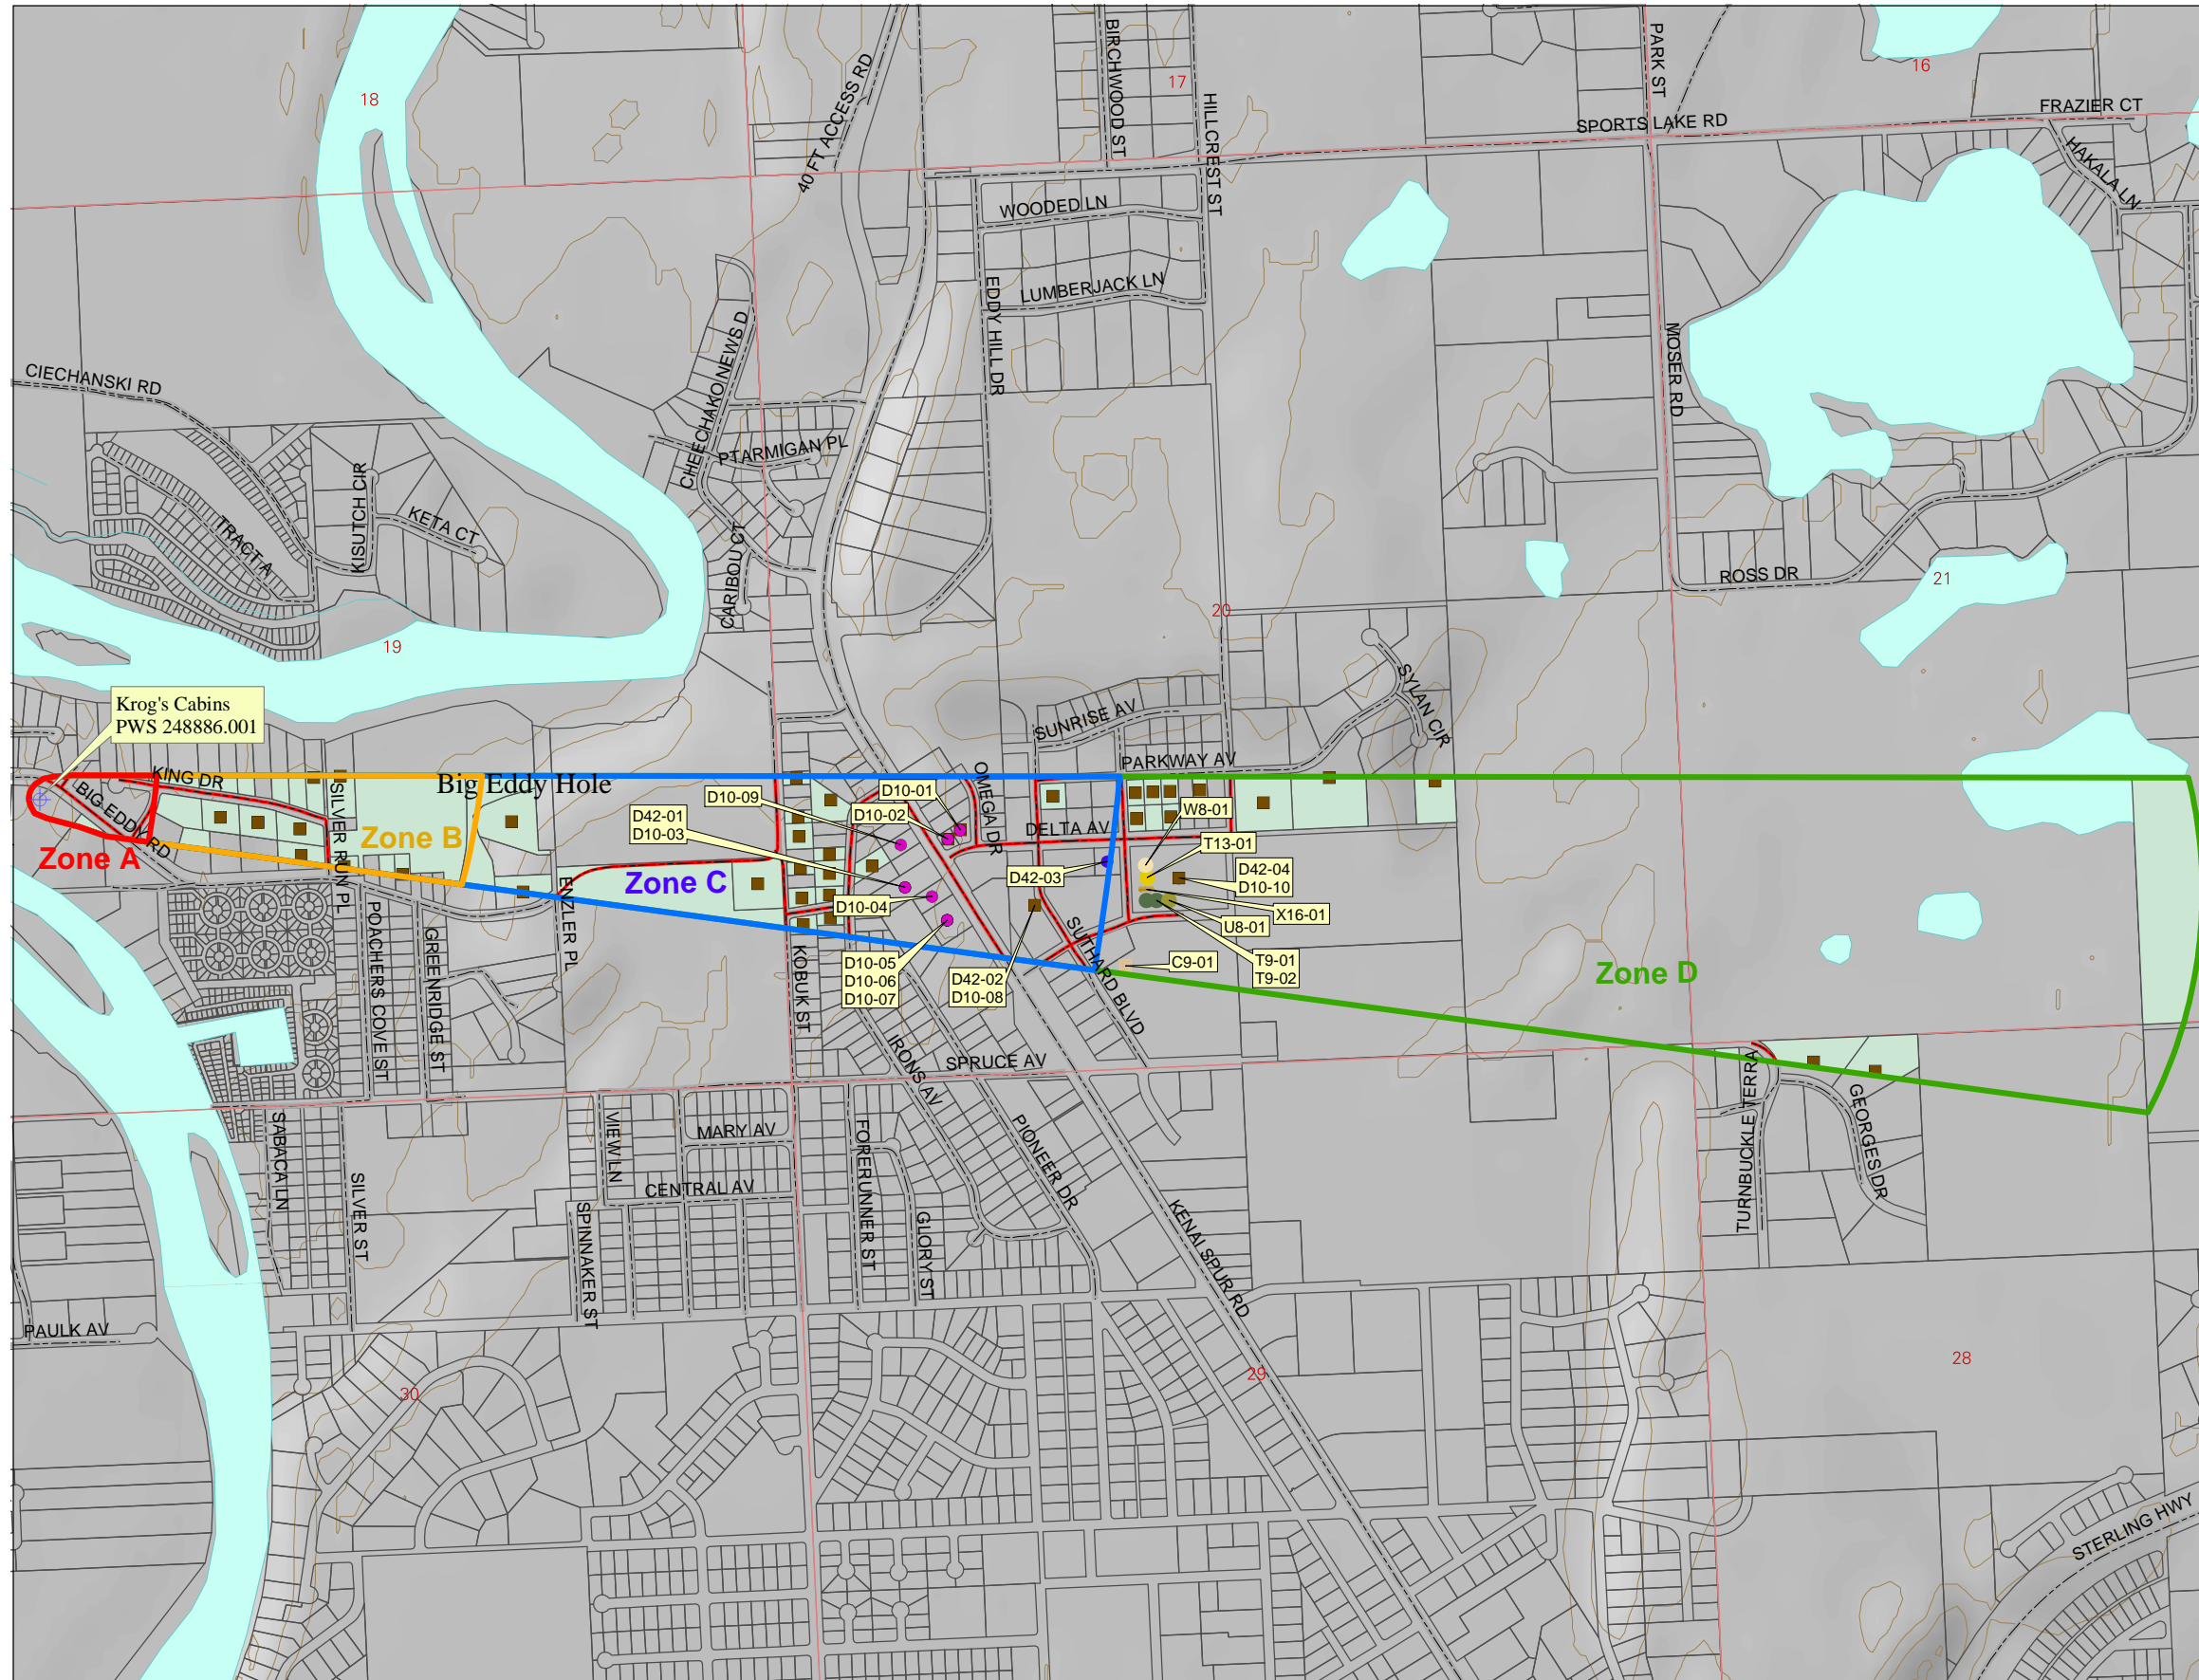 18
17
16
40 FT ACCESS RD
BIRCHWOOD ST
HILLCREST ST
PARK ST
SPORTS LAKE RD
FRAZIER CT
HAKALA LN
WOODED LN
LUMBERJACK LN
EDDY HILL DR
MOSER RD
CIECHANSKI RD
CHEECHAKO NEWS D
PTARMIGAN PL
KISUTCH CIR
KETA CT
TRACT A
CARIBOU CT
ROSS DR
21
20
19
Krog's Cabins
PWS 248886.001
SYLAN CIR
SUNRISE AV
PARKWAY AV
KING DR
Big Eddy Hole
BIG EDDY RD
SILVER RUN PL
OMEGA DR
DELTA AV
D10-09
D10-01
D10-02
D42-01
D10-03
W8-01
T13-01
D42-04
D10-10
D42-03
X16-01
D10-04
U8-01
T9-01
T9-02
C9-01
D10-05
D10-06
D10-07
D42-02
D10-08
Zone A
Zone B
Zone C
Zone D
ENZLER PL
POACHERS COVE ST
GREENRIDGE ST
KOBUK ST
SUTHARD BLVD
IRONS AV
SPRUCE AV
TURNBUCKLE TERRA
GEORGES DR
SABACA LN
SILVER ST
VIEW LN
MARY AV
CENTRAL AV
SPINNAKER ST
FORERUNNER ST
GLORY ST
PIONEER DR
KENAI SPUR RD
PAULK AV
30
29
28
STERLING HWY